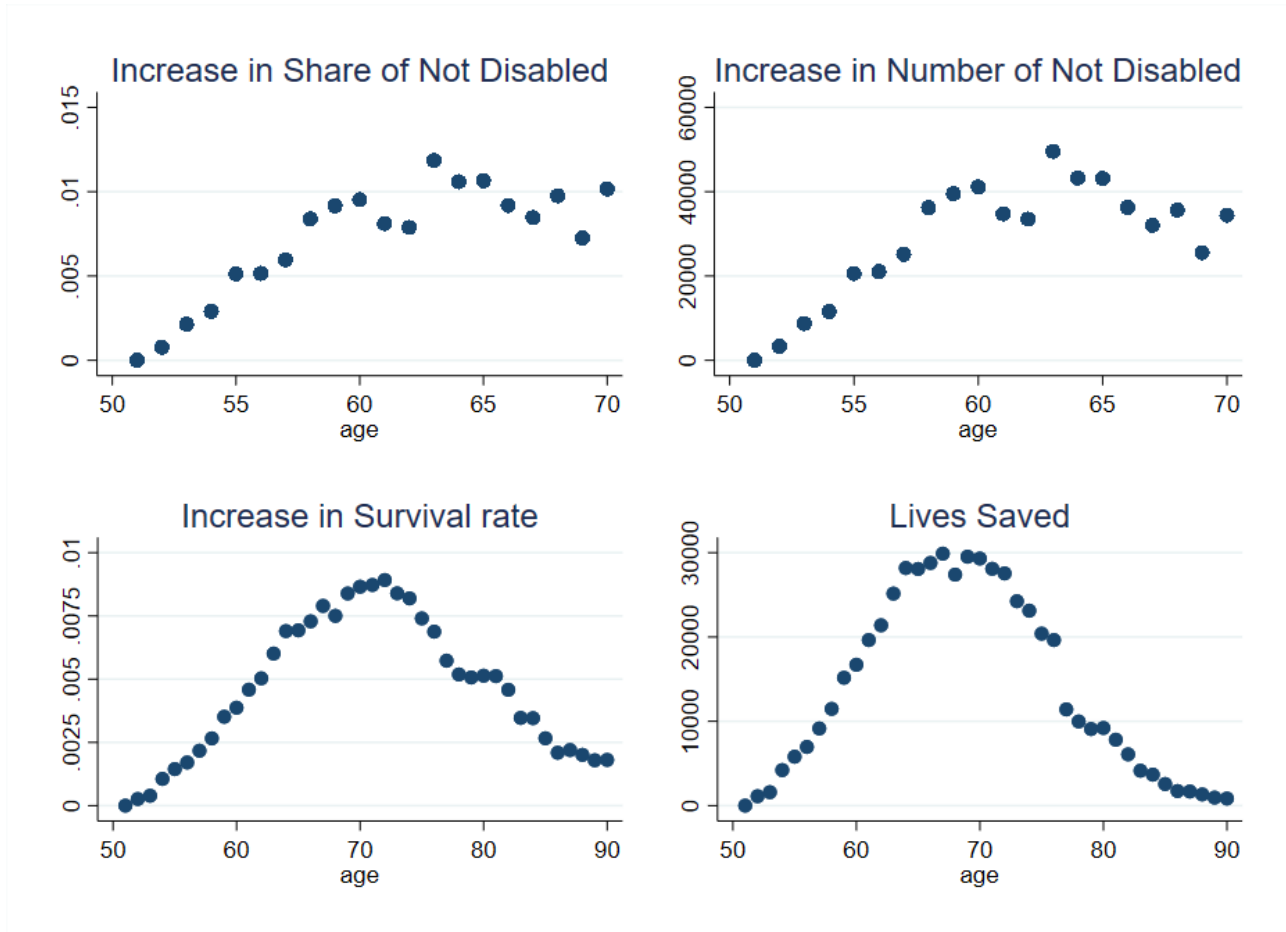 Increase in Share of Not Disabled
.015
.01
.005
0
50 55 60 65 70
age
Increase in Number of Not Disabled
60000
40000
20000
0
50 55 60 65 70
age
Increase in Survival rate
.01
.0075
.005
.0025
0
50 60 70 80 90
age
Lives Saved
30000
20000
10000
0
50 60 70 80 90
age